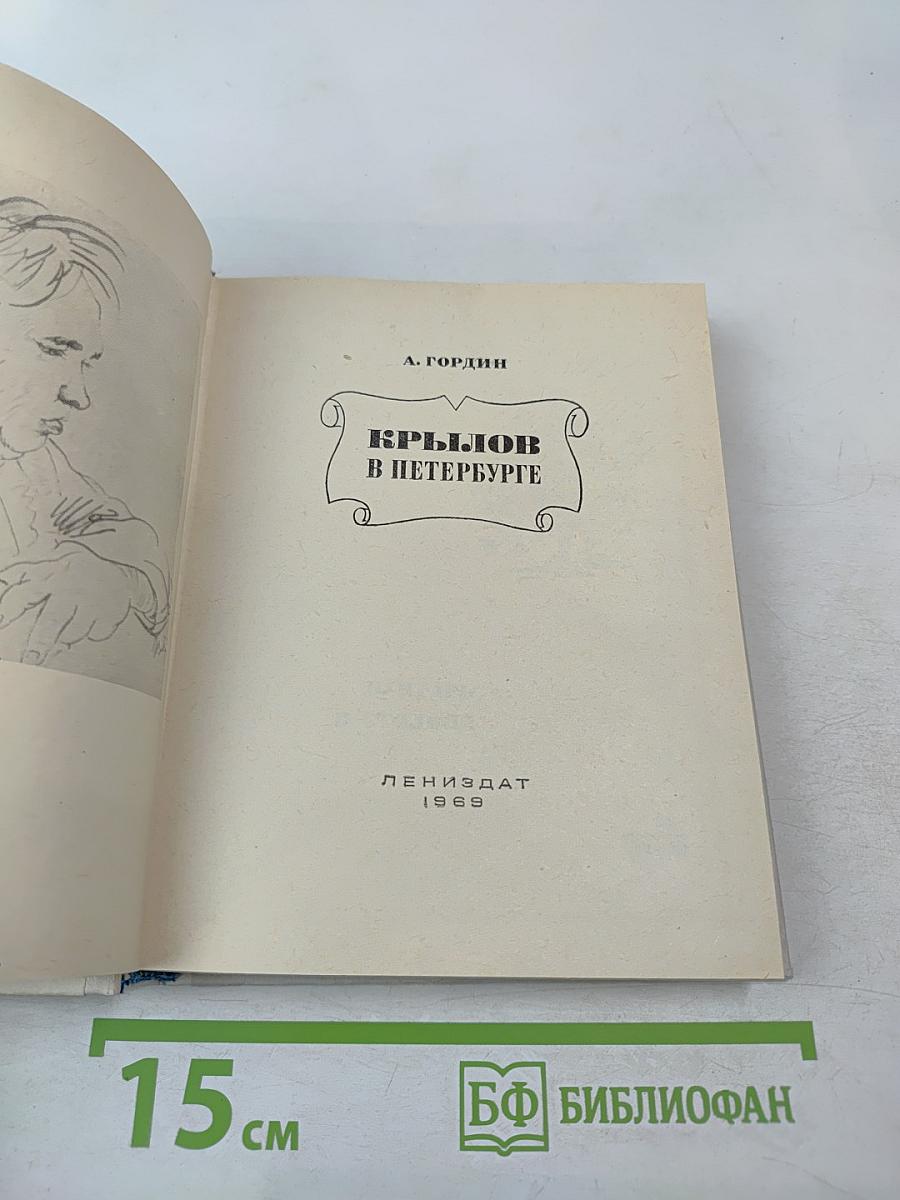 А. ГОРДИН
КРЫЛОВ
В ПЕТЕРБУРГЕ
ЛЕНИЗДАТ
1969
15 см
БФ БИБЛИОФАН